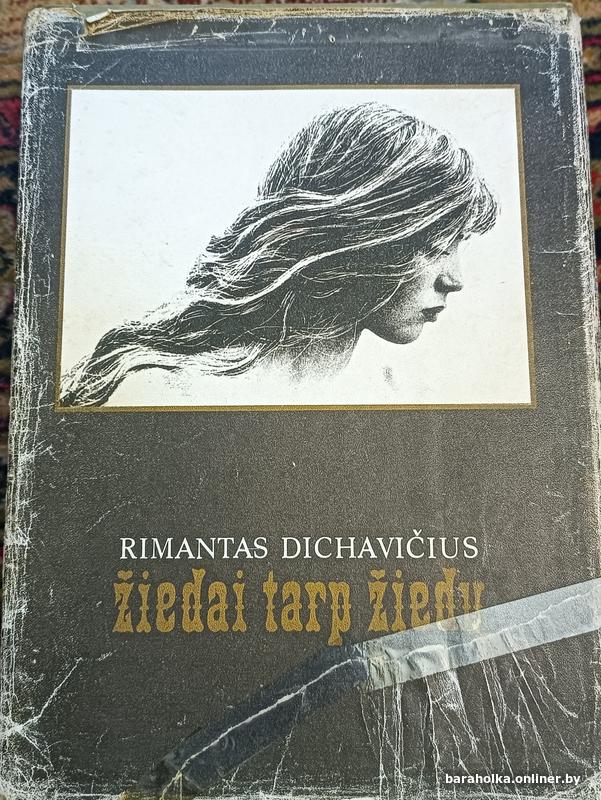 RIMANTAS DICHAVIČIUS
žiedai tarp žiedų
baraholka.onliner.by